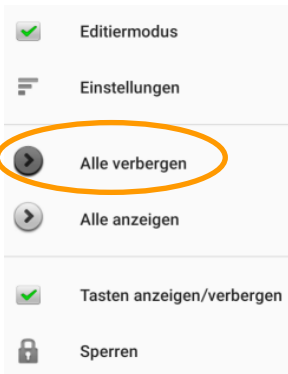 Editiermodus
Einstellungen
Alle verbergen
Alle anzeigen
Tasten anzeigen/verbergen
Sperren